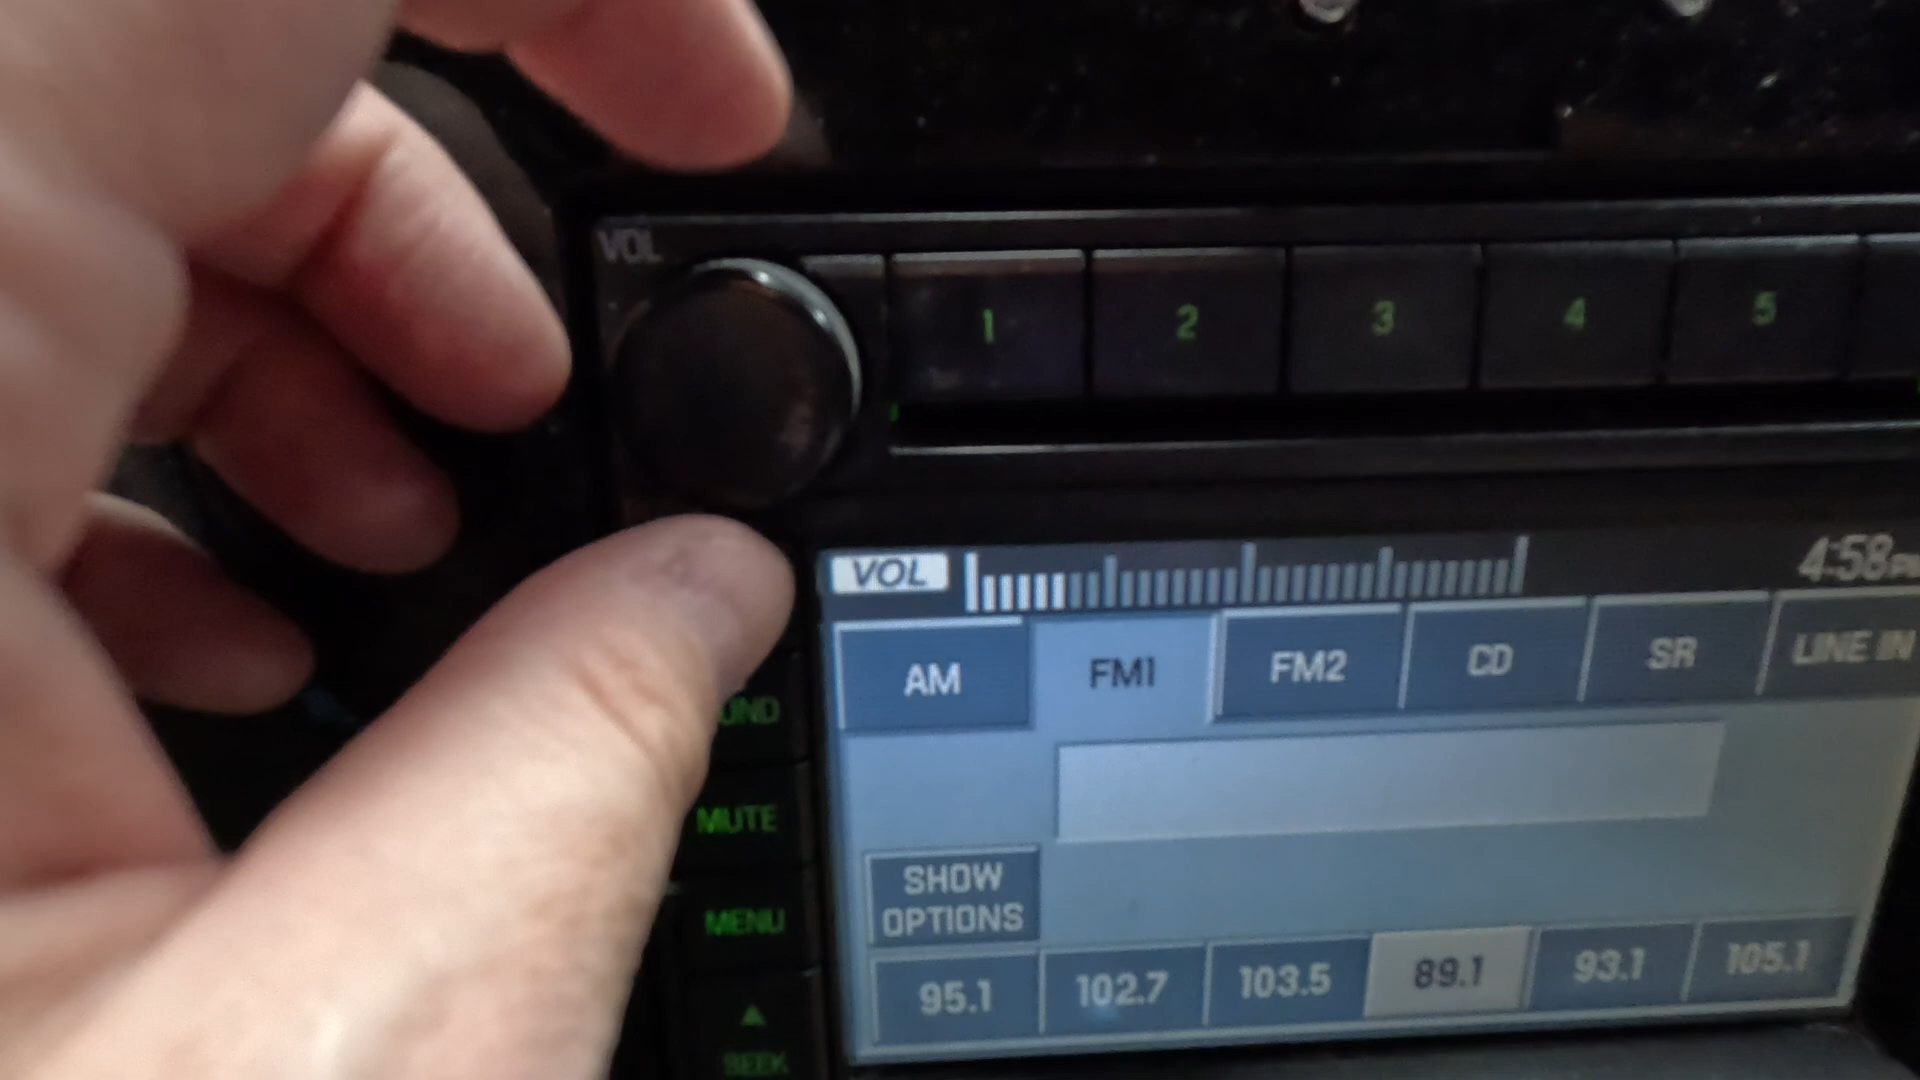 VOL
1 2 3 4 5
VOL 4:58
AM FM1 FM2 CD SR LINE IN
MUTE
SHOW
OPTIONS
MENU
95.1 102.7 103.5 89.1 93.1 105.1
SEEK